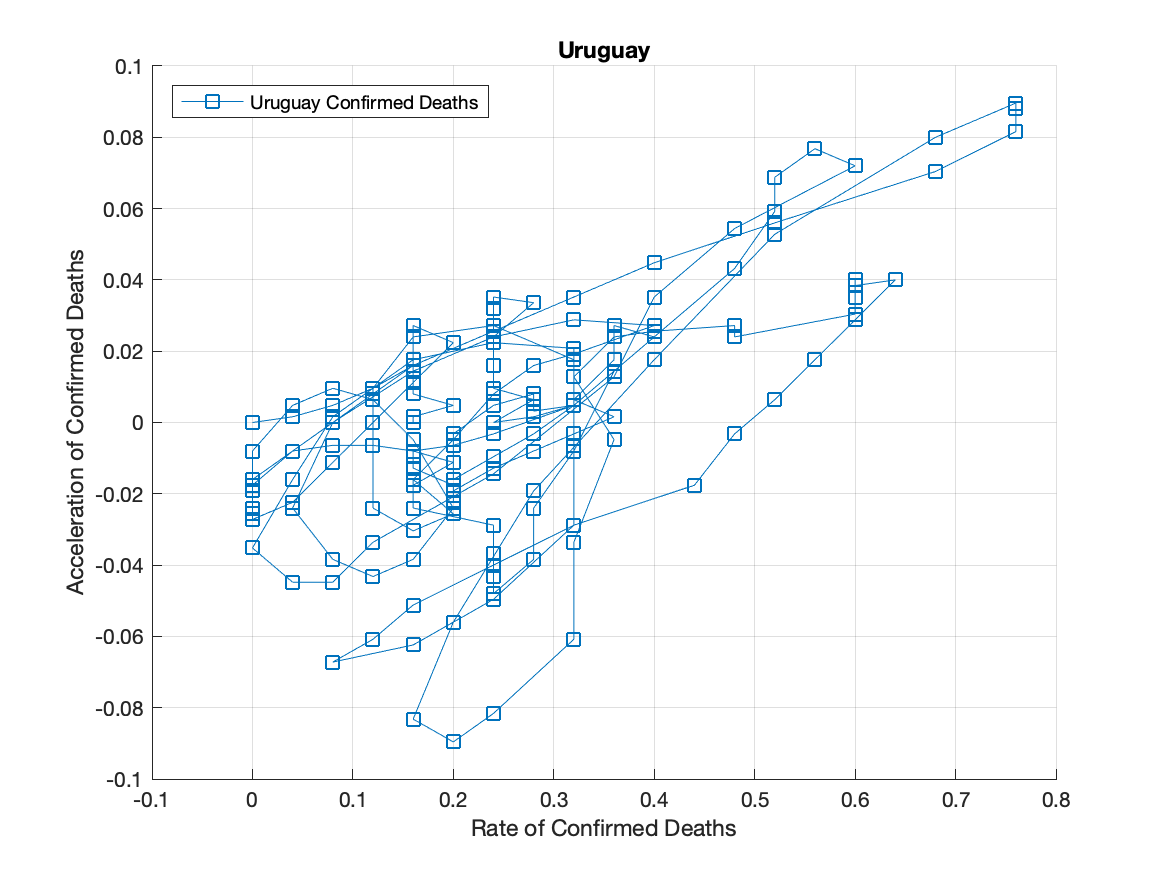 Uruguay
0.1
Uruguay Confirmed Deaths
0.08
0.06
0.04
0.02
0
-0.02
-0.04
-0.06
-0.08
-0.1
Acceleration of Confirmed Deaths
-0.1 0 0.1 0.2 0.3 0.4 0.5 0.6 0.7 0.8
Rate of Confirmed Deaths